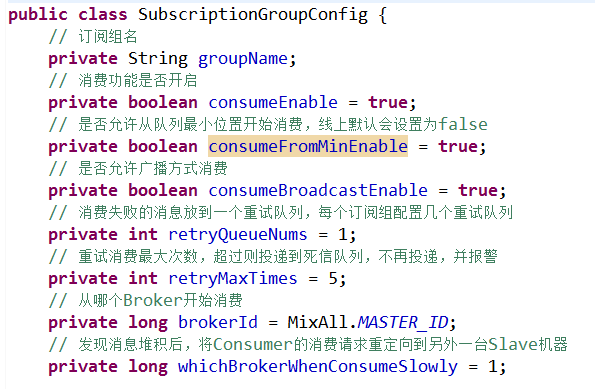 public class SubscriptionGroupConfig {
// 订阅组名
private String groupName;
// 消费功能是否开启
private boolean consumeEnable = true;
// 是否允许从队列最小位置开始消费，线上默认会设置为false
private boolean consumeFromMinEnable = true;
// 是否允许广播方式消费
private boolean consumeBroadcastEnable = true;
// 消费失败的消息放到一个重试队列，每个订阅组配置几个重试队列
private int retryQueueNums = 1;
// 重试消费最大次数，超过则投递到死信队列，不再投递，并报警
private int retryMaxTimes = 5;
// 从哪个Broker开始消费
private long brokerId = MixAll.MASTER_ID;
// 发现消息堆积后，将Consumer的消费请求重定向到另外一台Slave机器
private long whichBrokerWhenConsumeSlowly = 1;